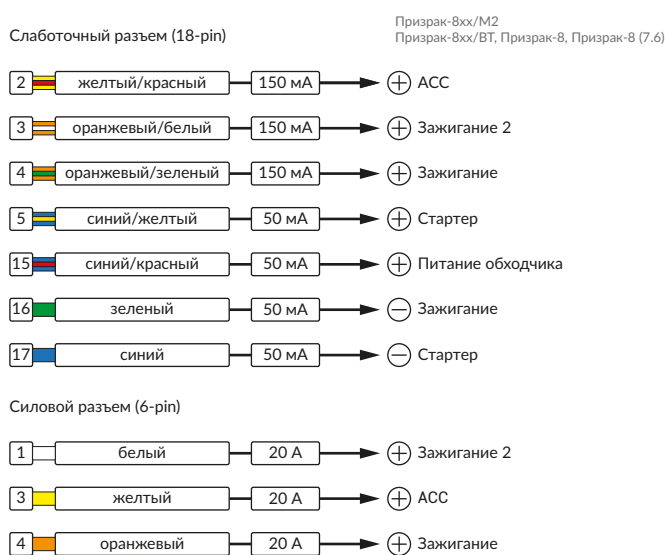 Слаботочный разъем (18-pin)
Призрак-8xx/M2
Призрак-8xx/BT, Призрак-8, Призрак-8 (7.6)
2 желтый/красный 150 мА + ACC
3 оранжевый/белый 150 мА + Зажигание 2
4 оранжевый/зеленый 150 мА + Зажигание
5 синий/желтый 50 мА + Стартер
15 синий/красный 50 мА + Питание обходчика
16 зеленый 50 мА − Зажигание
17 синий 50 мА − Стартер
Силовой разъем (6-pin)
1 белый 20 А + Зажигание 2
3 желтый 20 А + ACC
4 оранжевый 20 А + Зажигание